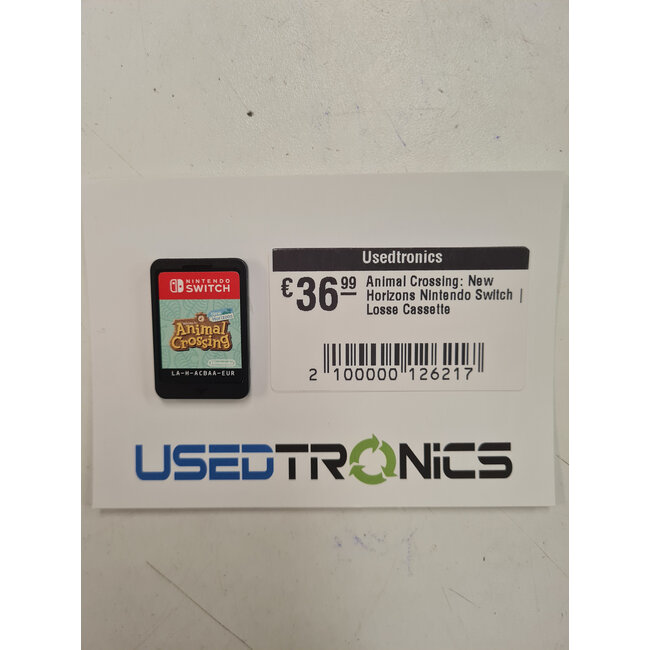 Usedtronics
€36.99
Animal Crossing: New
Horizons Nintendo Switch |
Losse Cassette
2 100000 126217
NINTENDO
SWITCH
Animal
Crossing
LA-H-ACBAA-EUR
USEDTRONiCS